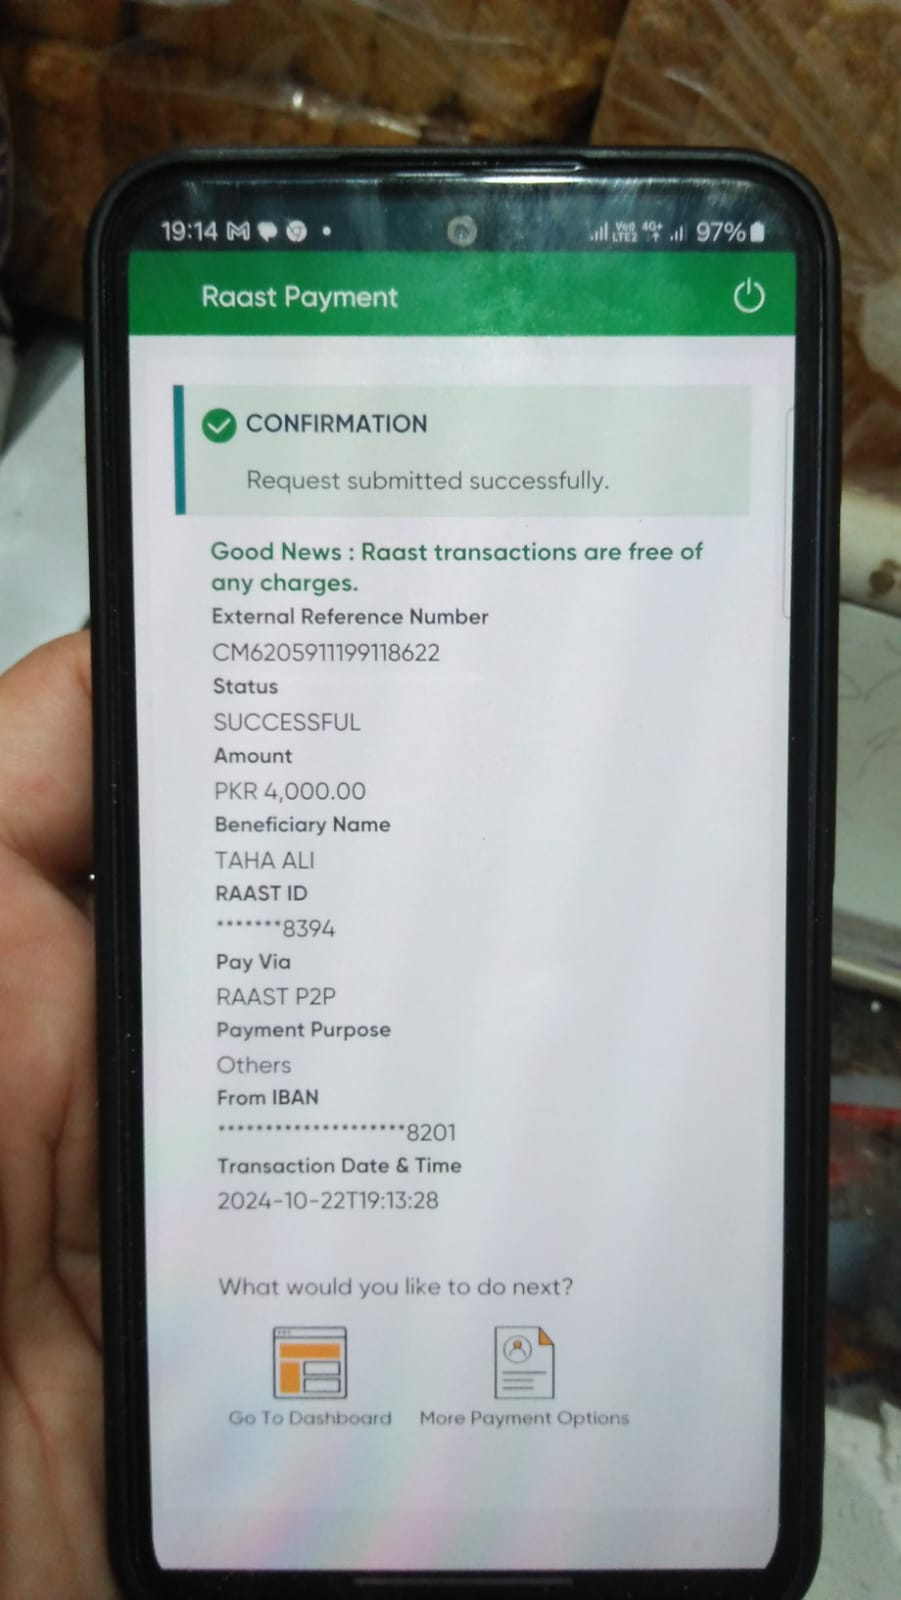 19:14 97%
Raast Payment
CONFIRMATION
Request submitted successfully.
Good News : Raast transactions are free of
any charges.
External Reference Number
CM6205911199118622
Status
SUCCESSFUL
Amount
PKR 4,000.00
Beneficiary Name
TAHA ALI
RAAST ID
*******8394
Pay Via
RAAST P2P
Payment Purpose
Others
From IBAN
********************8201
Transaction Date & Time
2024-10-22T19:13:28
What would you like to do next?
Go To Dashboard More Payment Options